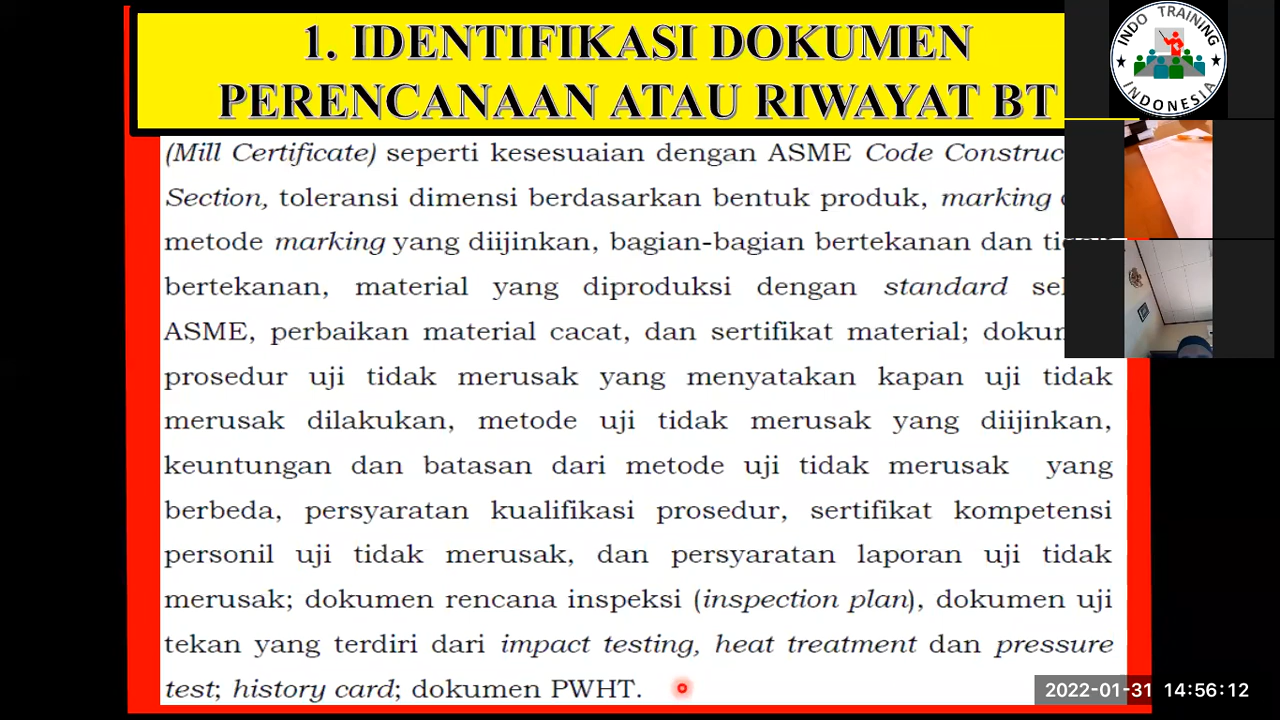 1. IDENTIFIKASI DOKUMEN
PERENCANAAN ATAU RIWAYAT BT
INDO TRAINING
INDONESIA
(Mill Certificate) seperti kesesuaian dengan ASME Code
Section, toleransi dimensi berdasarkan bentuk produk, marking
metode marking yang diijinkan, bagian-bagian bertekanan dan
bertekanan, material yang diproduksi dengan standard
ASME, perbaikan material cacat, dan sertifikat material;
prosedur uji tidak merusak yang menyatakan kapan uji tidak
merusak dilakukan, metode uji tidak merusak yang diijinkan,
keuntungan dan batasan dari metode uji tidak merusak yang
berbeda, persyaratan kualifikasi prosedur, sertifikat kompetensi
personil uji tidak merusak, dan persyaratan laporan uji tidak
merusak; dokumen rencana inspeksi (inspection plan), dokumen uji
tekan yang terdiri dari impact testing, heat treatment dan pressure
test; history card; dokumen PWHT.
2022-01-31 14:56:12